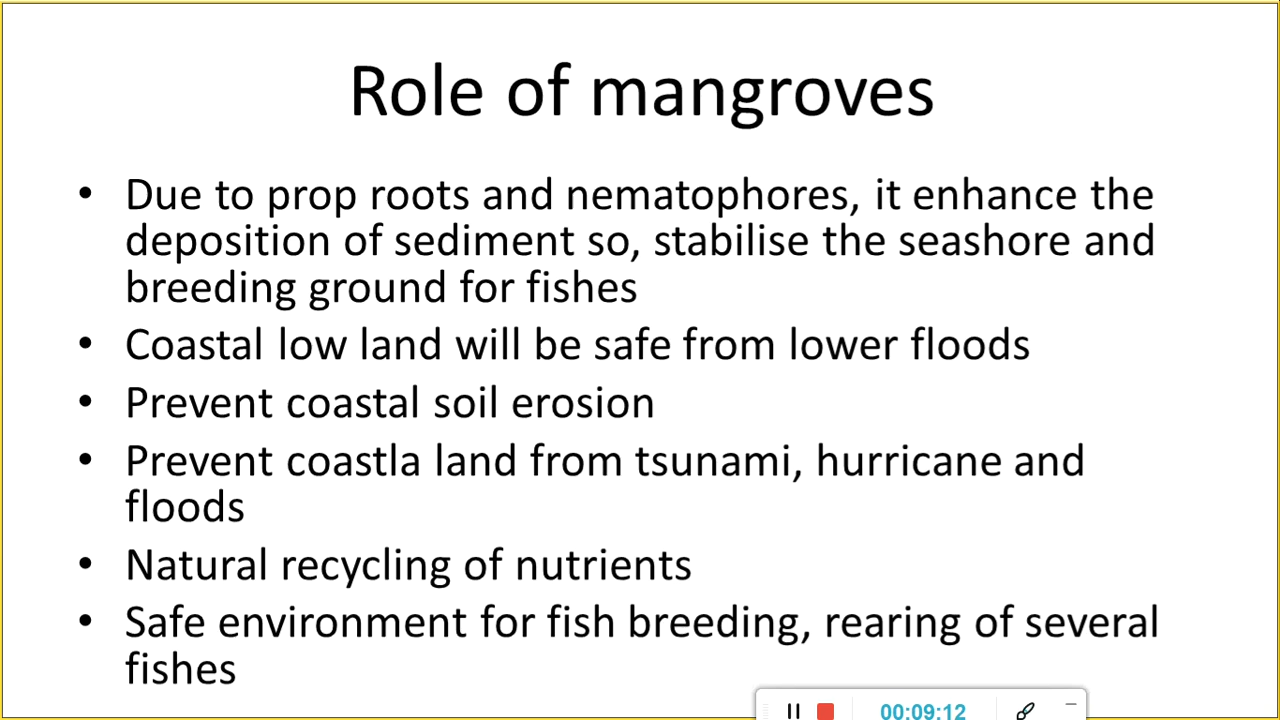 Role of mangroves
• Due to prop roots and nematophores, it enhance the
deposition of sediment so, stabilise the seashore and
breeding ground for fishes
• Coastal low land will be safe from lower floods
• Prevent coastal soil erosion
• Prevent coastla land from tsunami, hurricane and
floods
• Natural recycling of nutrients
• Safe environment for fish breeding, rearing of several
fishes
00:09:12